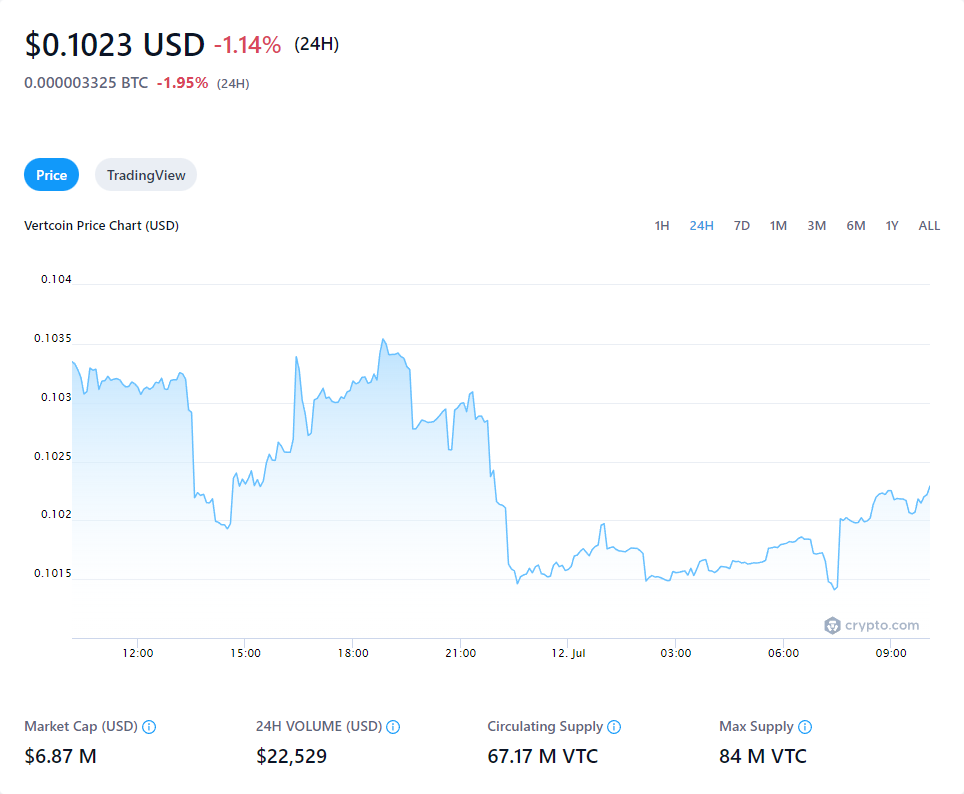 $0.1023 USD -1.14% (24H)
0.000003325 BTC -1.95% (24H)
Price TradingView
Vertcoin Price Chart (USD) 1H 24H 7D 1M 3M 6M 1Y ALL
0.104
0.1035
0.103
0.1025
0.102
0.1015
crypto.com
12:00 15:00 18:00 21:00 12. Jul 03:00 06:00 09:00
Market Cap (USD) 24H VOLUME (USD) Circulating Supply Max Supply
$6.87 M $22,529 67.17 M VTC 84 M VTC